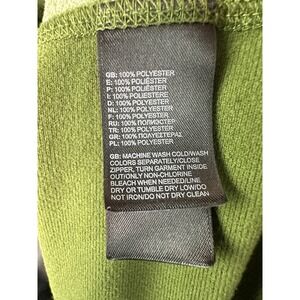 GB: 100% POLYESTER
E: 100% POLIÉSTER
P: 100% POLIÉSTER
I: 100% POLIESTERE
D: 100% POLYESTER
NL: 100% POLYESTER
F: 100% POLYESTER
RU: 100% ПОЛИЭСТЕР
TR: 100% POLYESTER
GR: 100% ΠΟΛΥΕΣΤΕΡΑΣ
PL: 100% POLIESTER
GB: MACHINE WASH COLD/WASH
COLORS SEPARATELY/CLOSE
ZIPPER, TURN GARMENT INSIDE
OUT/ONLY NON-CHLORINE
BLEACH WHEN NEEDED/LINE
DRY OR TUMBLE DRY LOW/DO
NOT IRON/DO NOT DRY CLEAN